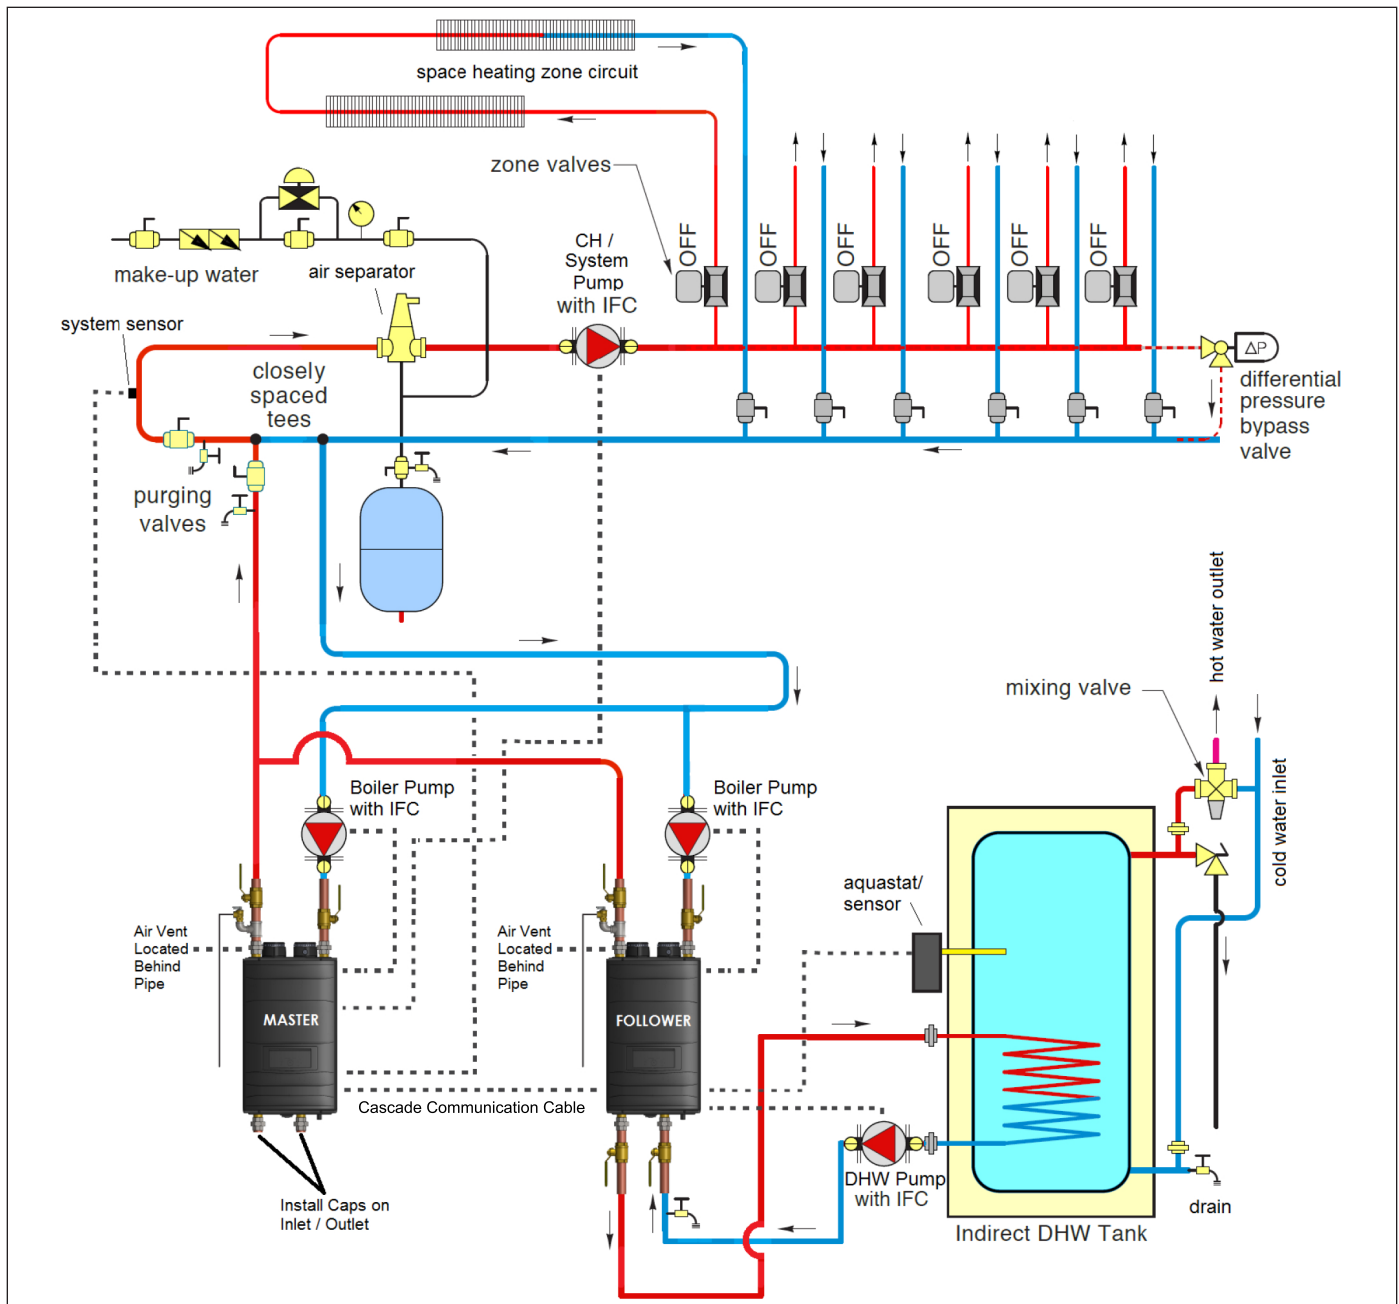 space heating zone circuit
zone valves
OFF
OFF
OFF
OFF
OFF
OFF
CH /
System
Pump
with IFC
make-up water
air separator
system sensor
closely
spaced
tees
ΔP
differential
pressure
bypass
valve
purging
valves
hot water outlet
mixing valve
cold water inlet
Boiler Pump
with IFC
Boiler Pump
with IFC
aquastat/
sensor
Air Vent
Located
Behind
Pipe
Air Vent
Located
Behind
Pipe
MASTER
FOLLOWER
Cascade Communication Cable
Install Caps on
Inlet / Outlet
DHW Pump
with IFC
drain
Indirect DHW Tank